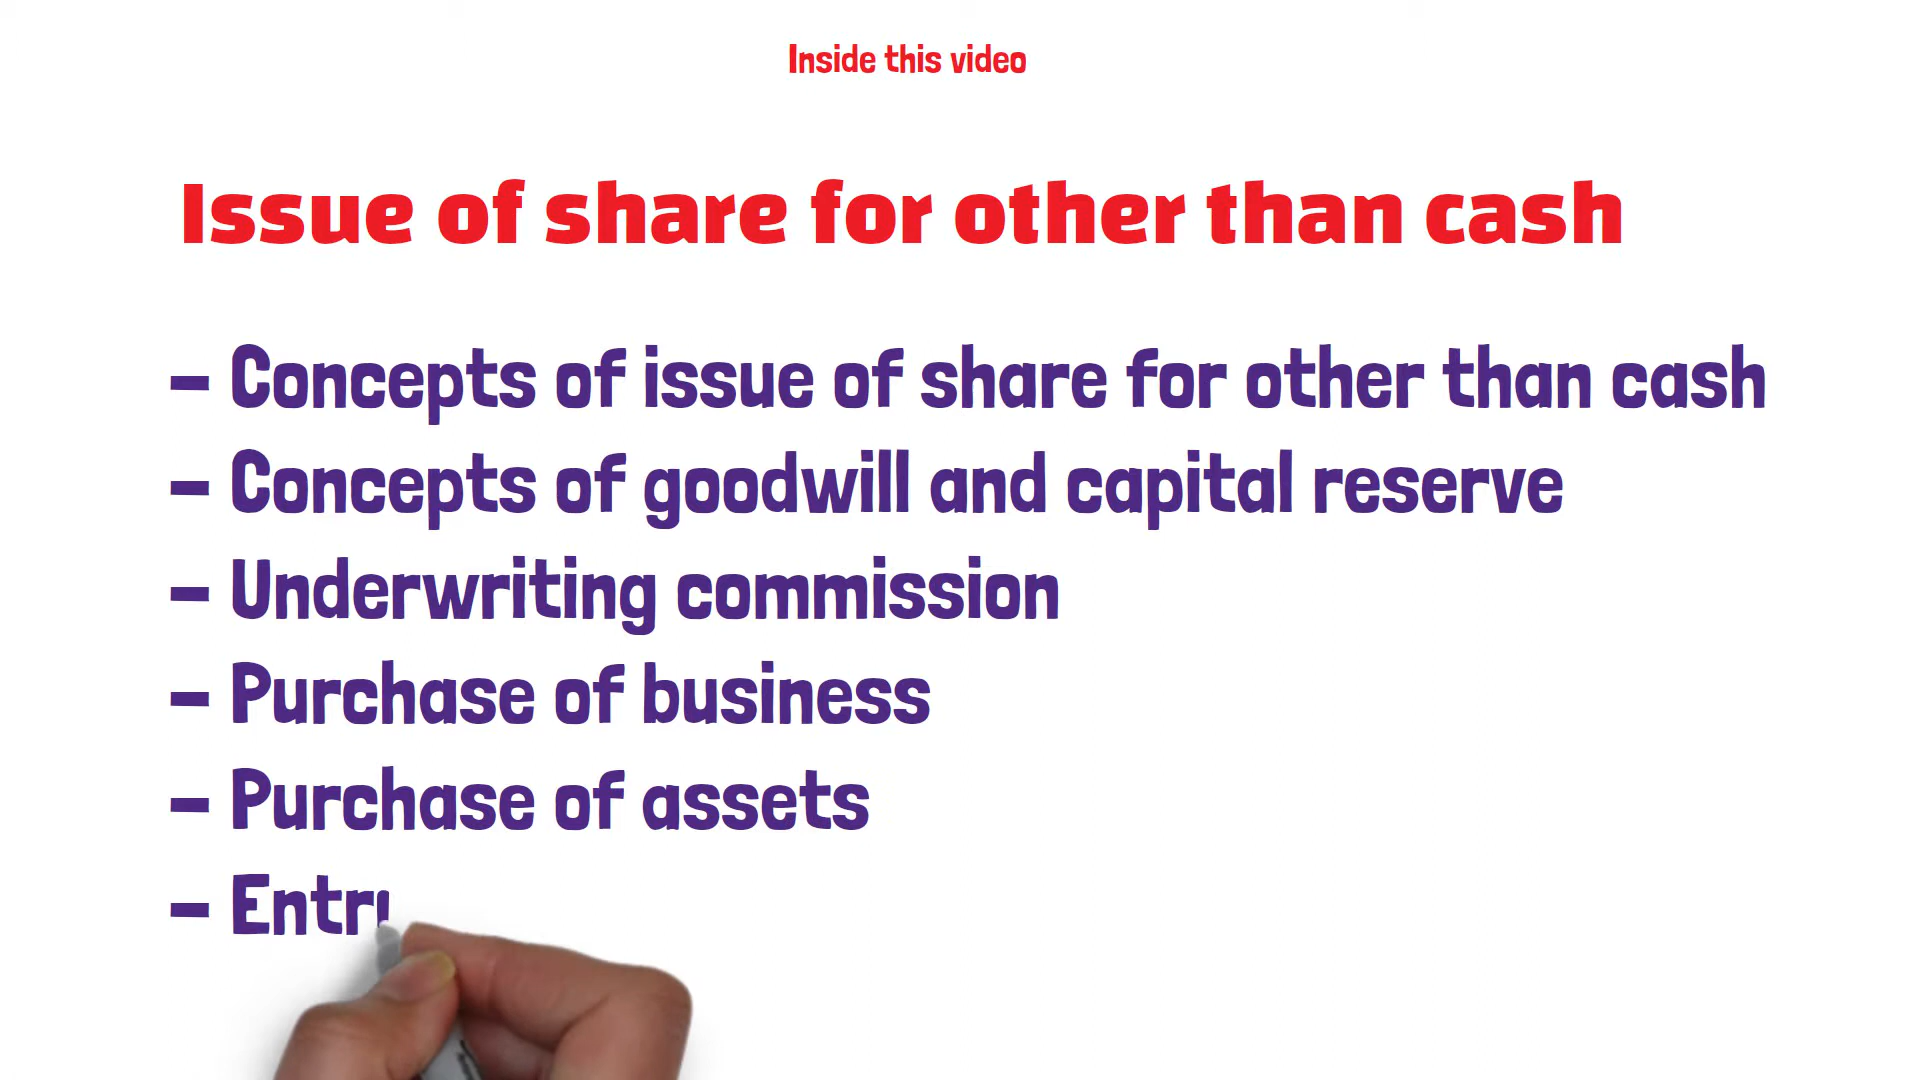 Inside this video
Issue of share for other than cash
- Concepts of issue of share for other than cash
- Concepts of goodwill and capital reserve
- Underwriting commission
- Purchase of business
- Purchase of assets
- Entr